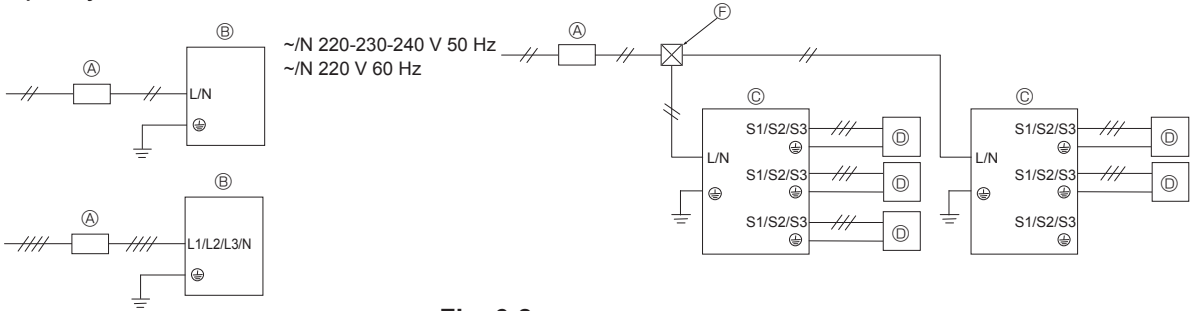 Ⓑ
Ⓐ
L/N
Ⓑ
Ⓐ
L1/L2/L3/N
~/N 220-230-240 V 50 Hz
~/N 220 V 60 Hz
Ⓐ
Ⓕ
Ⓒ
L/N
S1/S2/S3
Ⓓ
S1/S2/S3
Ⓓ
S1/S2/S3
Ⓓ
Ⓒ
L/N
S1/S2/S3
Ⓓ
S1/S2/S3
Ⓓ
S1/S2/S3